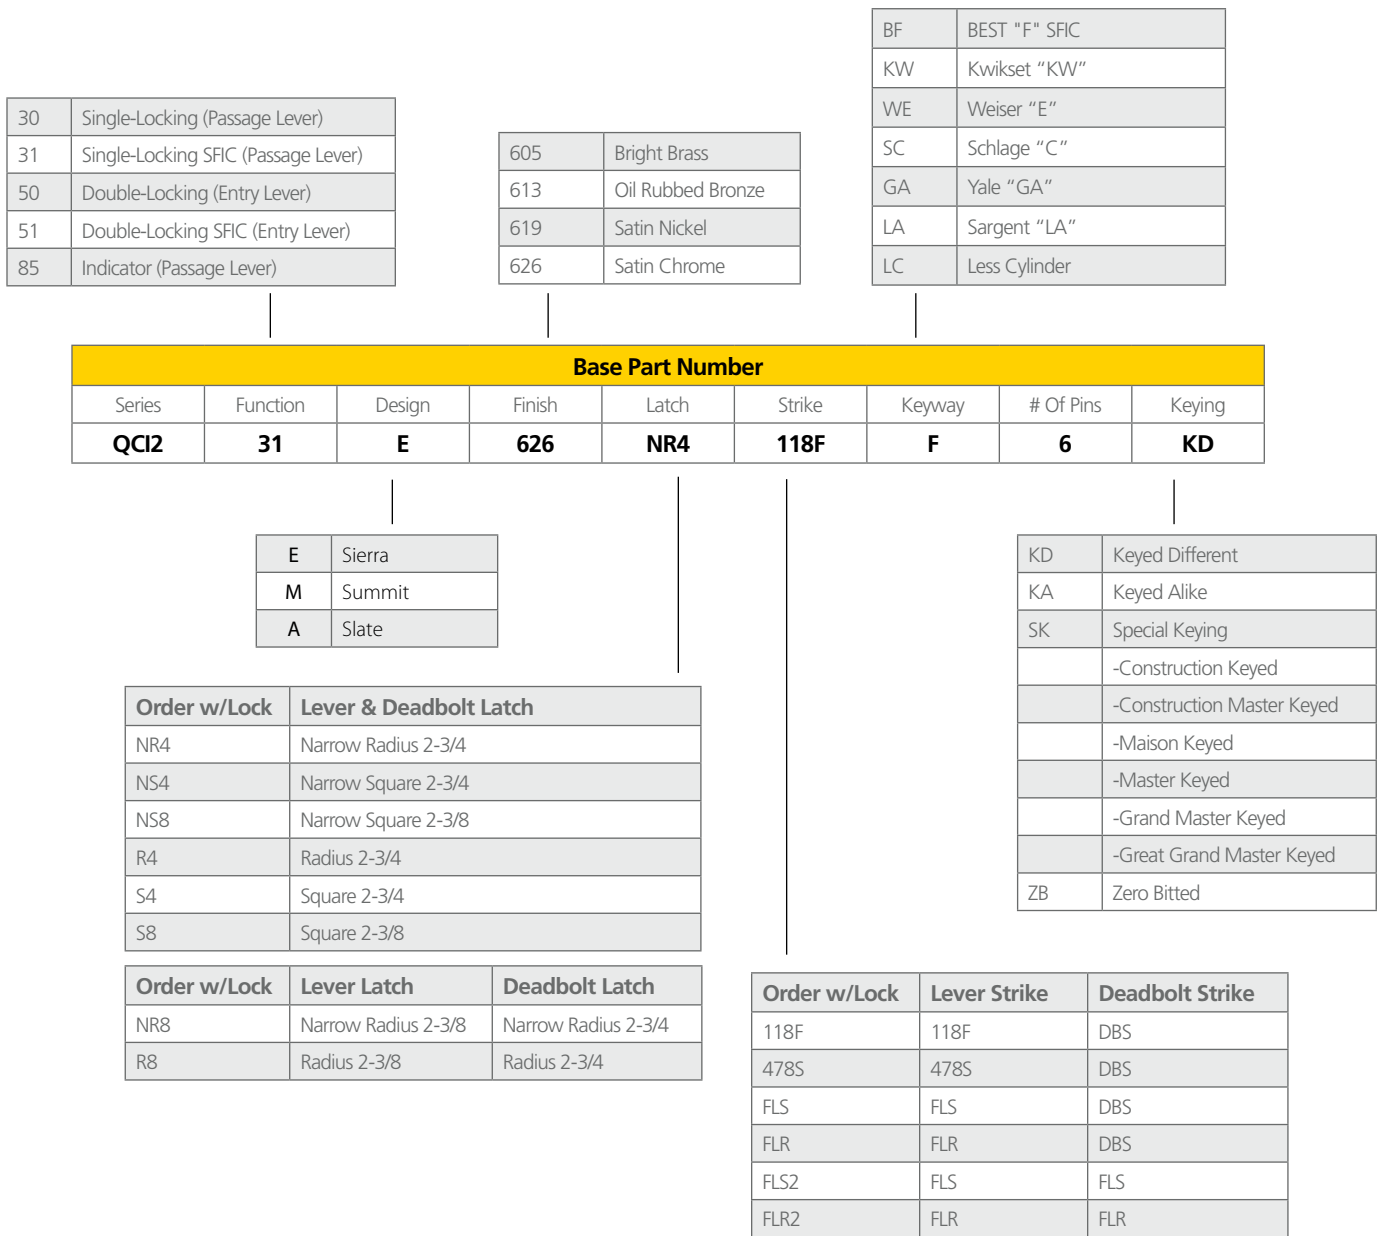 BF BEST "F" SFIC
KW Kwikset “KW”
WE Weiser “E”
SC Schlage “C”
GA Yale “GA”
LA Sargent “LA”
LC Less Cylinder
30 Single-Locking (Passage Lever)
31 Single-Locking SFIC (Passage Lever)
50 Double-Locking (Entry Lever)
51 Double-Locking SFIC (Entry Lever)
85 Indicator (Passage Lever)
605 Bright Brass
613 Oil Rubbed Bronze
619 Satin Nickel
626 Satin Chrome
Base Part Number
Series Function Design Finish Latch Strike Keyway # Of Pins Keying
QCI2 31 E 626 NR4 118F F 6 KD
E Sierra
M Summit
A Slate
KD Keyed Different
KA Keyed Alike
SK Special Keying
-Construction Keyed
-Construction Master Keyed
-Maison Keyed
-Master Keyed
-Grand Master Keyed
-Great Grand Master Keyed
ZB Zero Bitted
Order w/Lock Lever & Deadbolt Latch
NR4 Narrow Radius 2-3/4
NS4 Narrow Square 2-3/4
NS8 Narrow Square 2-3/8
R4 Radius 2-3/4
S4 Square 2-3/4
S8 Square 2-3/8
Order w/Lock Lever Latch Deadbolt Latch
NR8 Narrow Radius 2-3/8 Narrow Radius 2-3/4
R8 Radius 2-3/8 Radius 2-3/4
Order w/Lock Lever Strike Deadbolt Strike
118F 118F DBS
478S 478S DBS
FLS FLS DBS
FLR FLR DBS
FLS2 FLS FLS
FLR2 FLR FLR